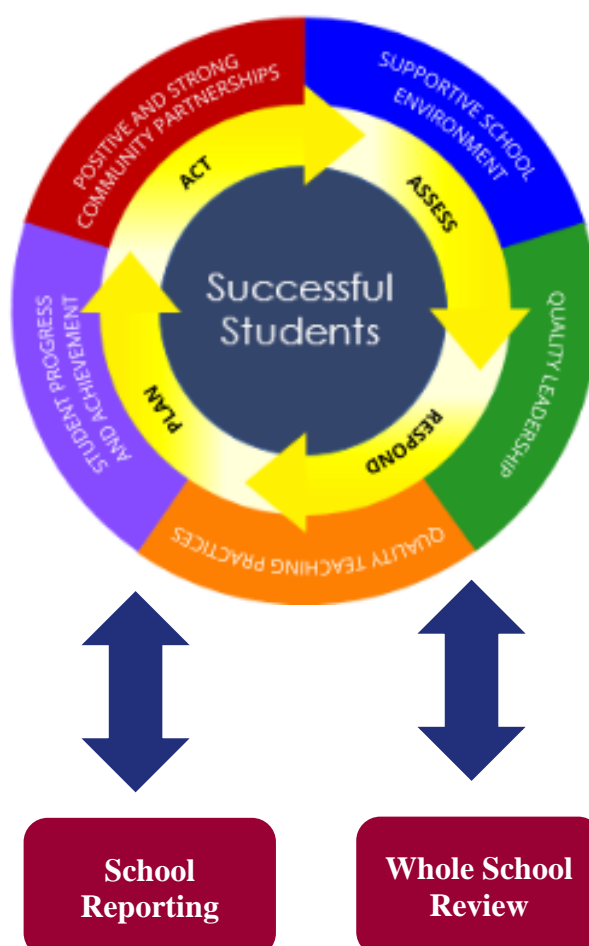 POSITIVE AND STRONG
COMMUNITY PARTNERSHIPS
SUPPORTIVE SCHOOL
ENVIRONMENT
ACT
ASSESS
Successful
Students
STUDENT PROGRESS
AND ACHIEVEMENT
QUALITY LEADERSHIP
PLAN
RESPOND
QUALITY TEACHING PRACTICES
School
Reporting
Whole School
Review